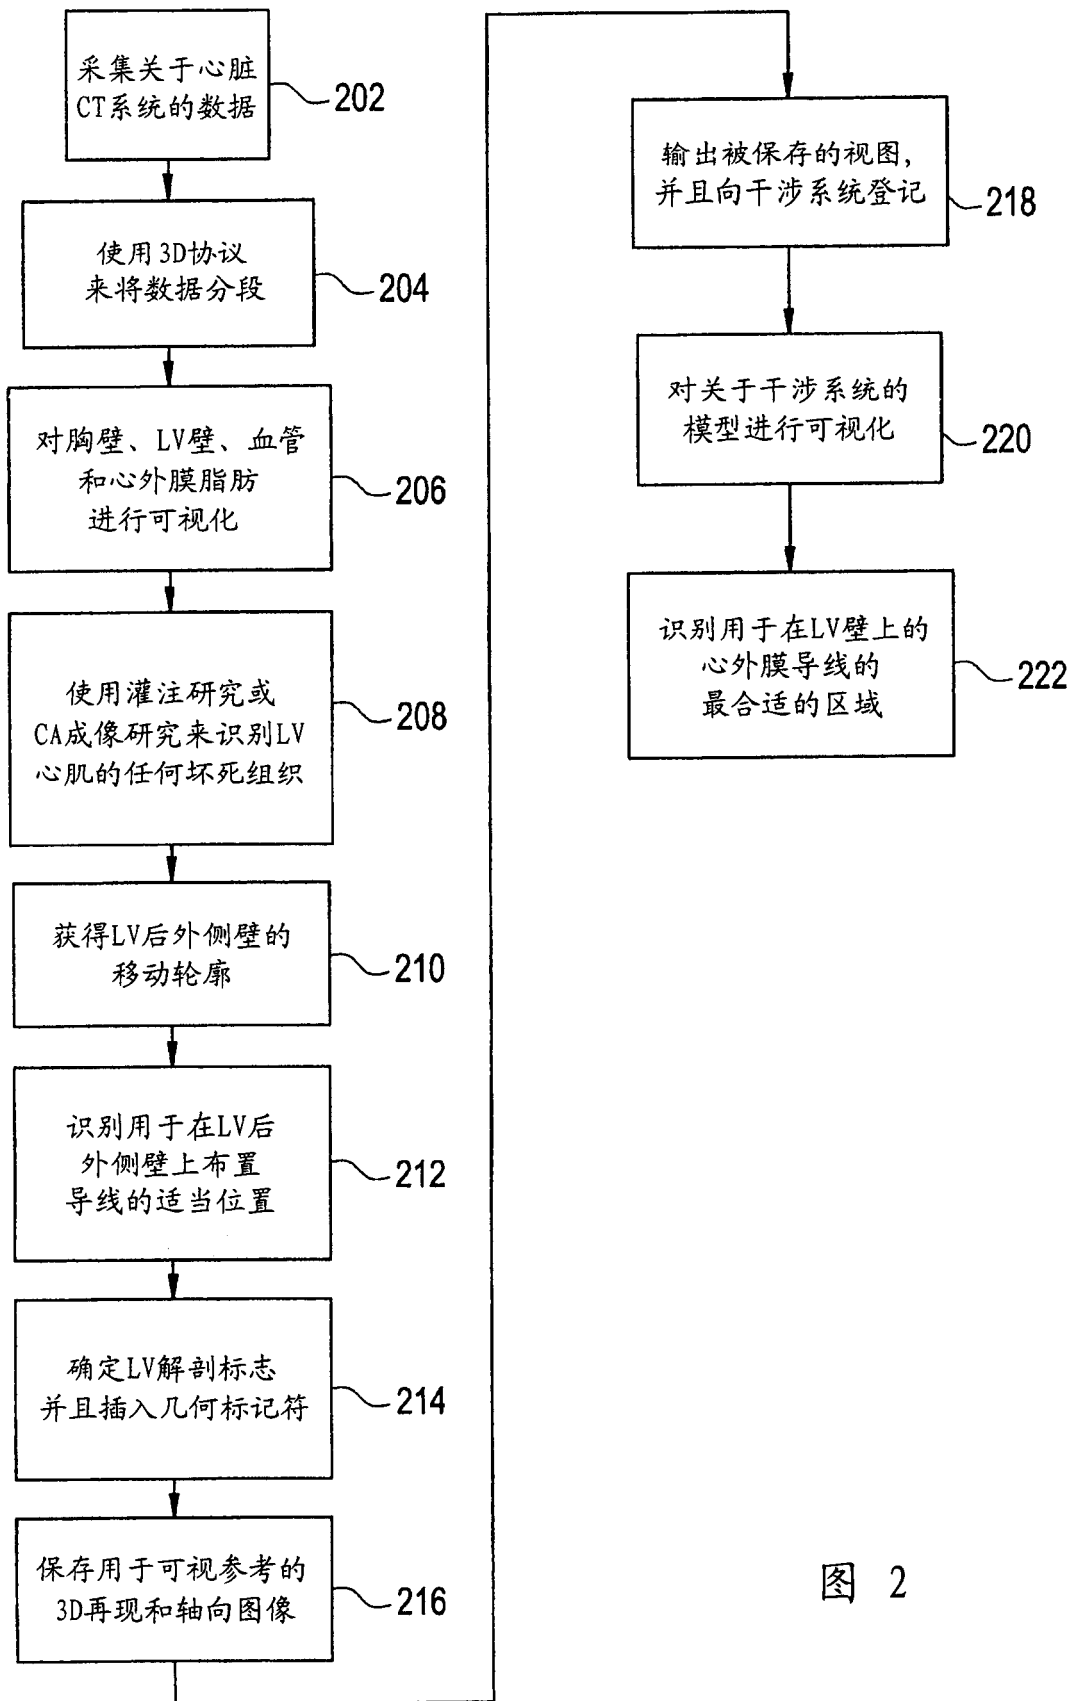 采集关于心脏
CT系统的数据
202
使用3D协议
来将数据分段
204
对胸壁、LV壁、血管
和心外膜脂肪
进行可视化
206
使用灌注研究或
CA成像研究来识别LV
心肌的任何坏死组织
208
获得LV后外侧壁的
移动轮廓
210
识别用于在LV后
外侧壁上布置
导线的适当位置
212
确定LV解剖标志
并且插入几何标记符
214
保存用于可视参考的
3D再现和轴向图像
216
输出被保存的视图,
并且向干涉系统登记
218
对关于干涉系统的
模型进行可视化
220
识别用于在LV壁上的
心外膜导线的
最合适的区域
222
图 2